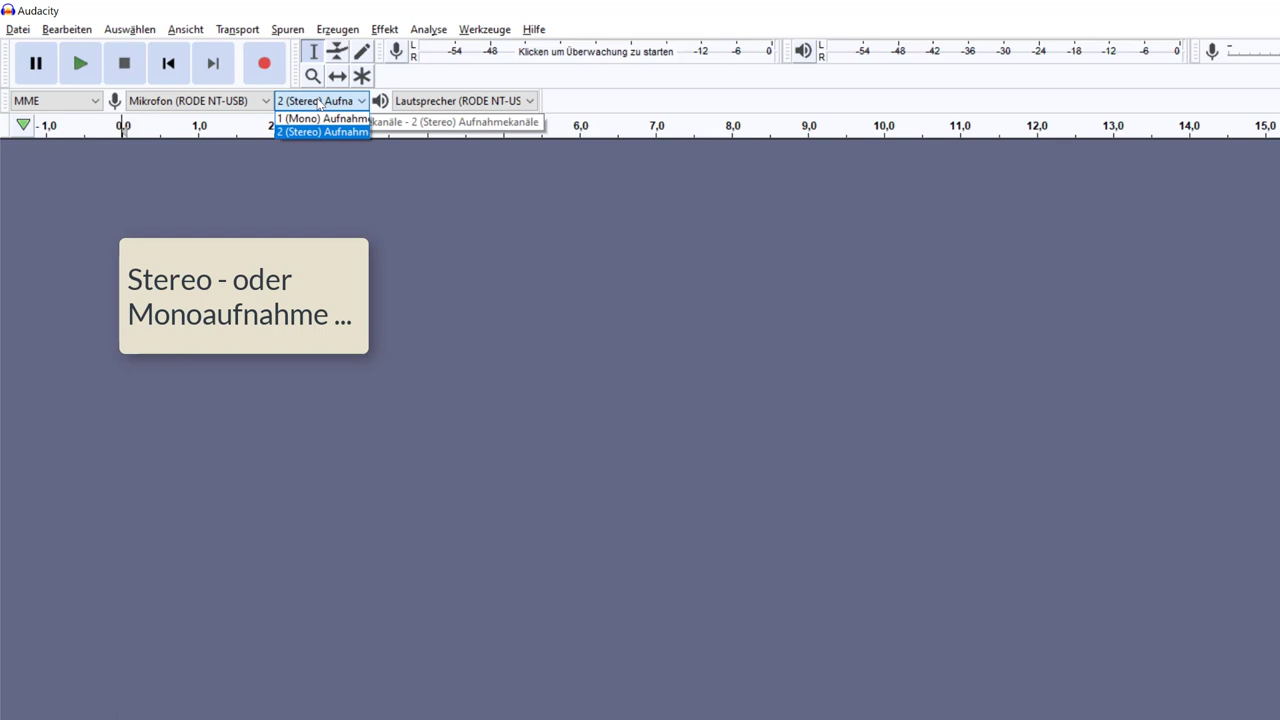 Audacity
Datei Bearbeiten Auswählen Ansicht Transport Spuren Erzeugen Effekt Analyse Werkzeuge Hilfe
L -54 -48 Klicken um Überwachung zu starten -12 -6 0 L -54 -48 -42 -36 -30 -24 -18 -12 -6 0
R R
MME Mikrofon (RODE NT-USB) 2 (Stereo) Aufna Lautsprecher (RODE NT-US
1 (Mono) Aufnahme kanäle - 2 (Stereo) Aufnahmekanäle
2 (Stereo) Aufnahm
- 1,0 0,0 1,0 2 6,0 7,0 8,0 9,0 10,0 11,0 12,0 13,0 14,0 15,0
Stereo - oder
Monoaufnahme ...